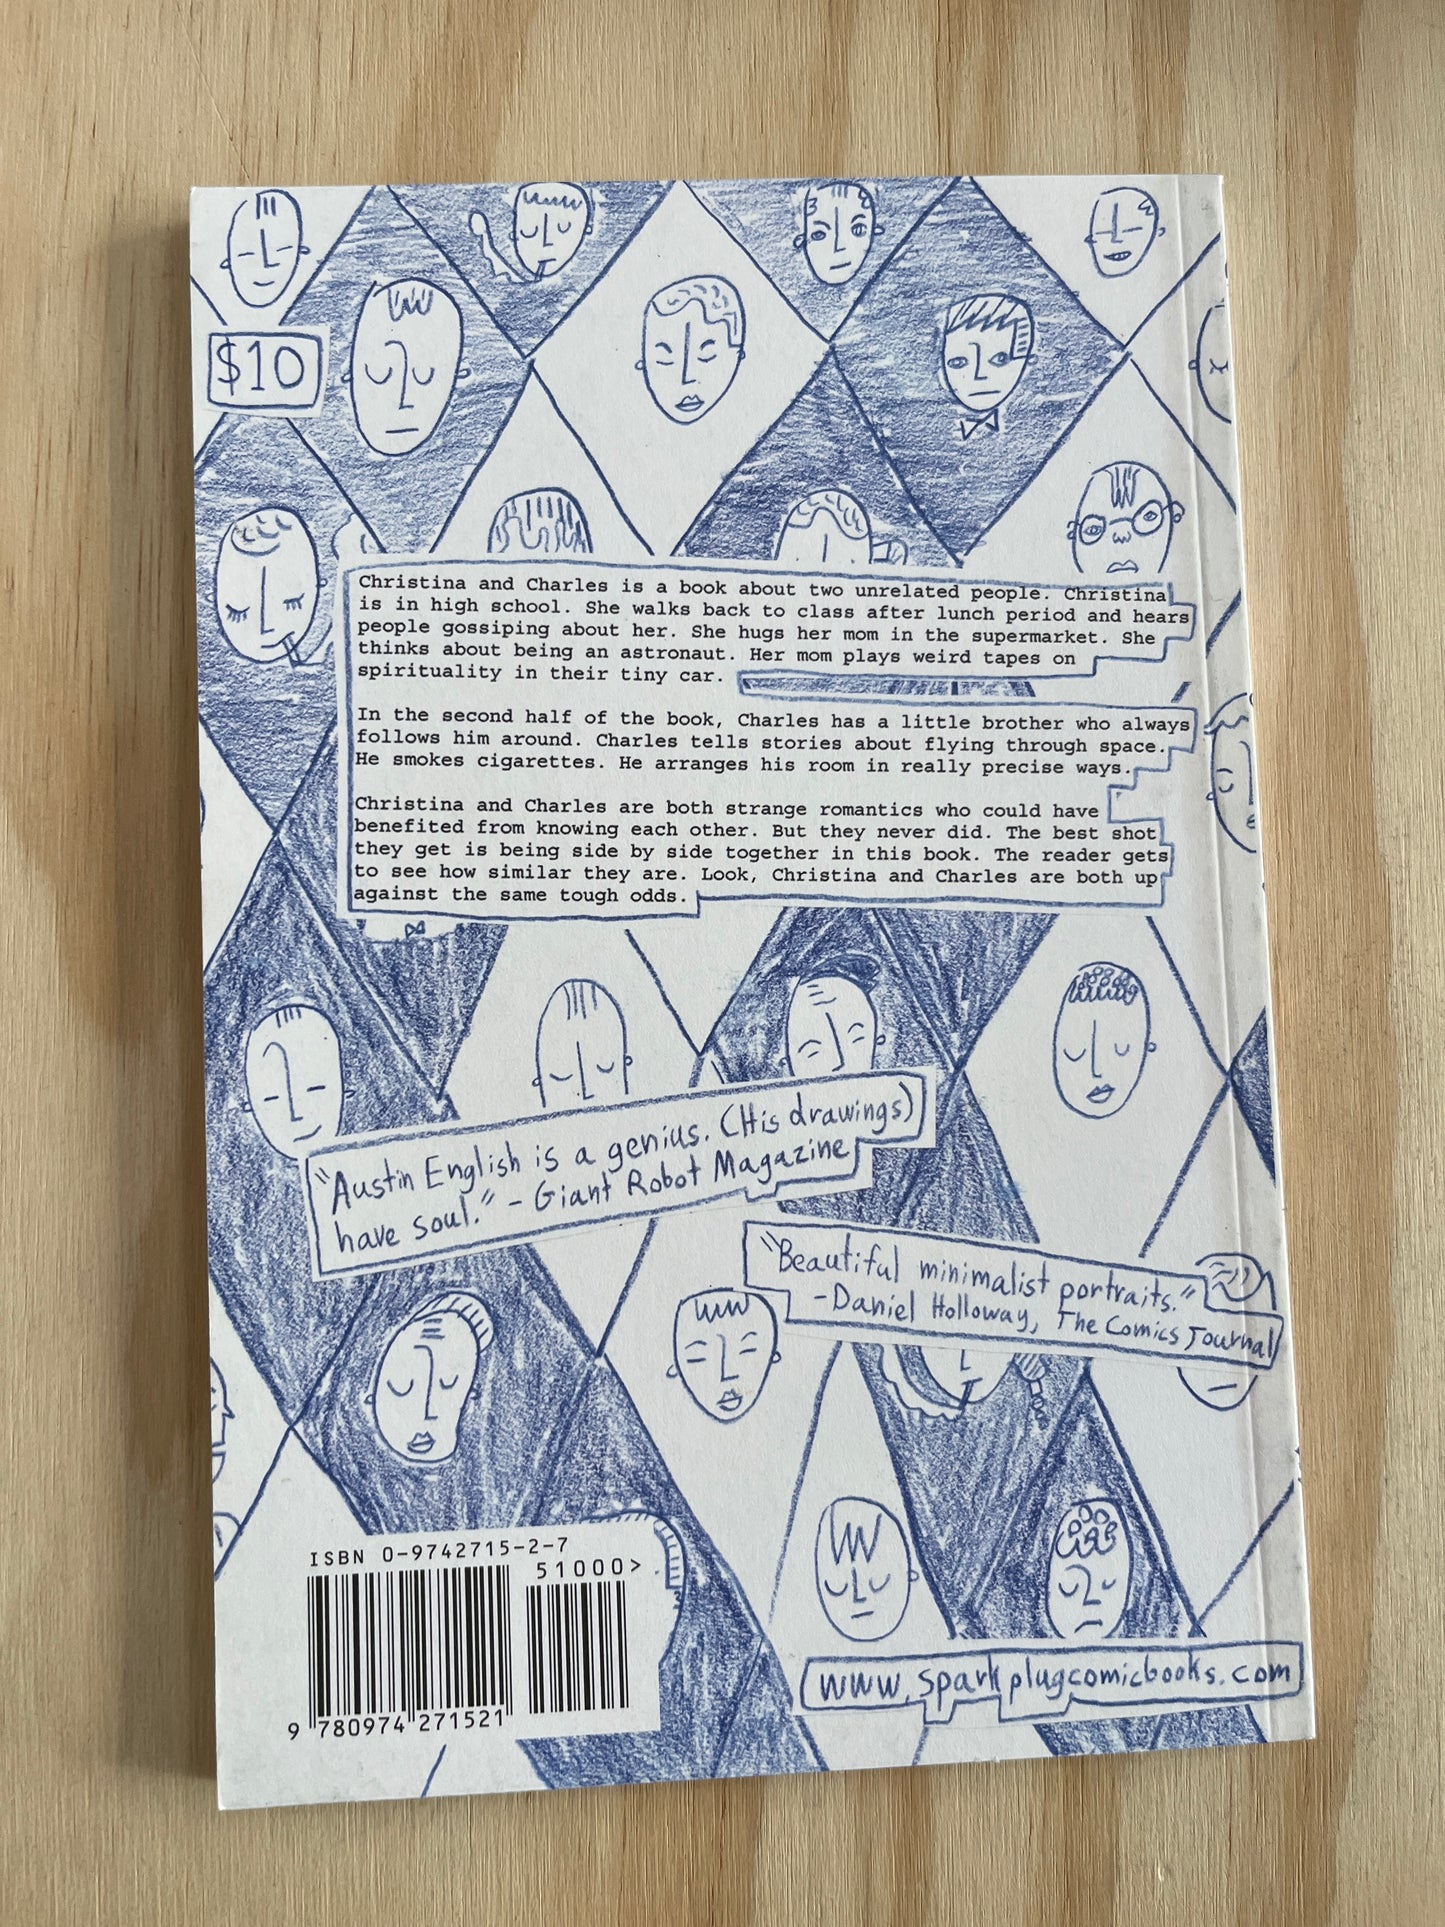 $10
Christina and Charles is a book about two unrelated people. Christina
is in high school. She walks back to class after lunch period and hears
people gossiping about her. She hugs her mom in the supermarket. She
thinks about being an astronaut. Her mom plays weird tapes on
spirituality in their tiny car.
In the second half of the book, Charles has a little brother who always
follows him around. Charles tells stories about flying through space.
He smokes cigarettes. He arranges his room in really precise ways.
Christina and Charles are both strange romantics who could have
benefited from knowing each other. But they never did. The best shot
they get is being side by side together in this book. The reader gets
to see how similar they are. Look, Christina and Charles are both up
against the same tough odds.
"Austin English is a genius. (His drawings)
have soul." - Giant Robot Magazine
"Beautiful minimalist portraits."
-Daniel Holloway, The Comics Journal
ISBN 0-9742715-2-7
51000>
9 780974 271521
www.sparkplugcomicbooks.com